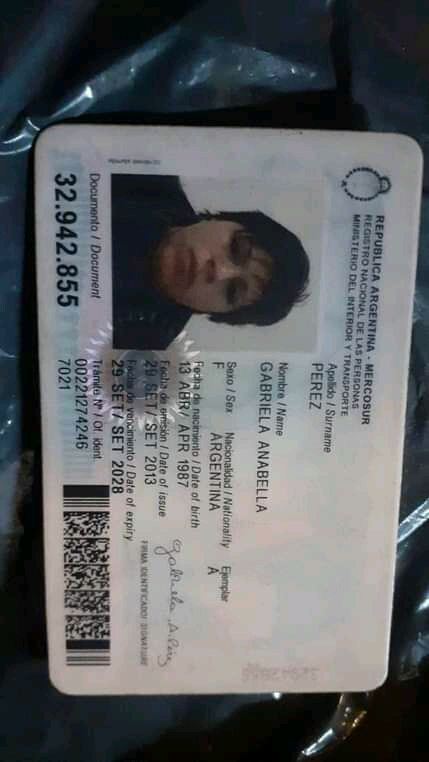 REPUBLICA ARGENTINA - MERCOSUR
REGISTRO NACIONAL DE LAS PERSONAS
MINISTERIO DEL INTERIOR Y TRANSPORTE
Apellido / Surname
PEREZ
Nombre / Name
GABRIELA ANABELLA
Sexo / Sex Nacionalidad / Nationality Ejemplar
F ARGENTINA A
Fecha de nacimiento / Date of birth
13 ABR/ APR 1987
Fecha de emisión / Date of issue
29 SET/ SET 2013
Fecha de vencimiento / Date of expiry
29 SET/ SET 2028
FIRMA IDENTIFICADO/ SIGNATURE
Documento / Document
32.942.855
Trámite Nº / Of. ident.
00221274246
7021